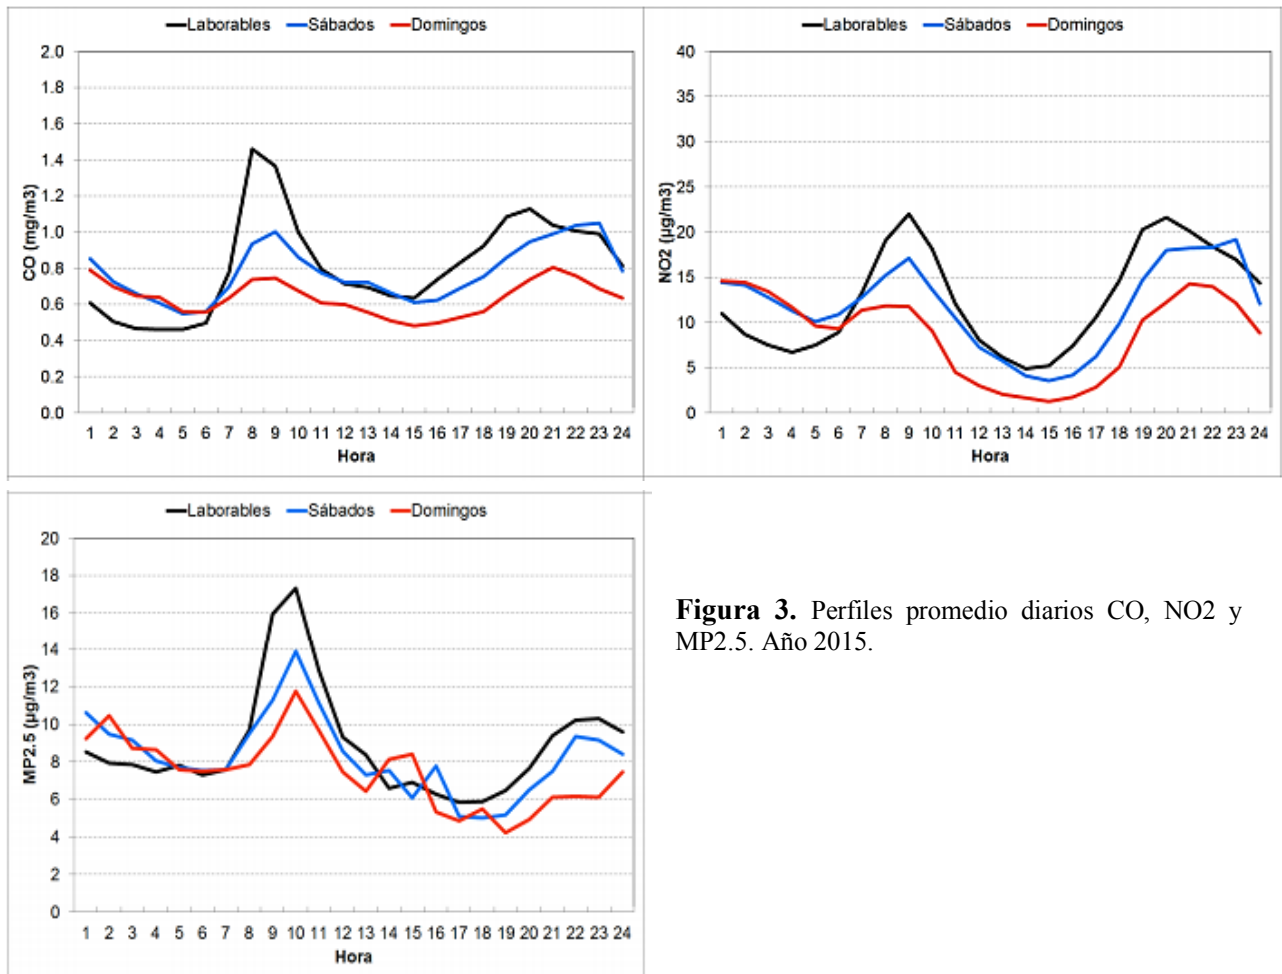 Laborables Sábados Domingos
2.0
1.8
1.6
1.4
1.2
1.0
0.8
0.6
0.4
0.2
0.0
CO (mg/m3)
1 2 3 4 5 6 7 8 9 10 11 12 13 14 15 16 17 18 19 20 21 22 23 24
Hora
Laborables Sábados Domingos
40
35
30
25
20
15
10
5
0
NO2 (µg/m3)
1 2 3 4 5 6 7 8 9 10 11 12 13 14 15 16 17 18 19 20 21 22 23 24
Hora
Laborables Sábados Domingos
20
18
16
14
12
10
8
6
4
2
0
MP2.5 (µg/m3)
1 2 3 4 5 6 7 8 9 10 11 12 13 14 15 16 17 18 19 20 21 22 23 24
Hora
Figura 3. Perfiles promedio diarios CO, NO2 y
MP2.5. Año 2015.